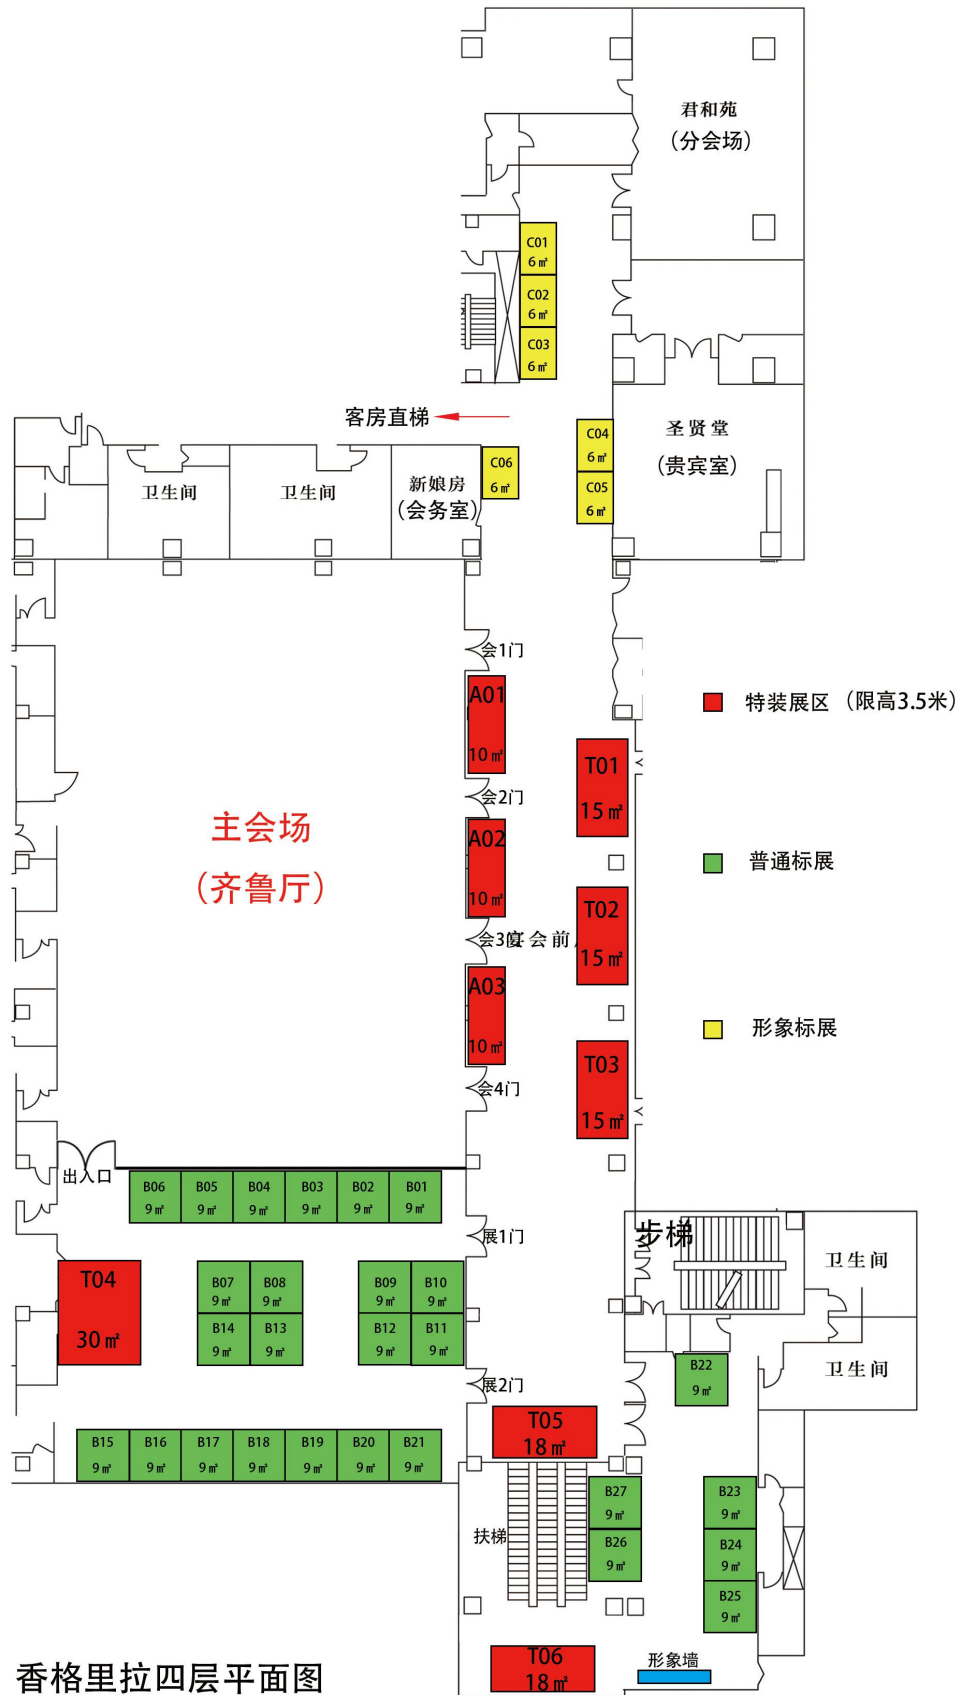 君和苑
（分会场）
C01
6㎡
C02
6㎡
C03
6㎡
客房直梯
C04
6㎡
C05
6㎡
圣贤堂
（贵宾室）
C06
6㎡
卫生间
卫生间
新娘房
（会务室）
会1门
A01
10㎡
特装展区（限高3.5米）
T01
15㎡
会2门
主会场
（齐鲁厅）
A02
10㎡
普通标展
T02
15㎡
会3门
宴会前
A03
10㎡
形象标展
T03
15㎡
会4门
出入口
B06
9㎡
B05
9㎡
B04
9㎡
B03
9㎡
B02
9㎡
B01
9㎡
展1门
步梯
卫生间
T04
30㎡
B07
9㎡
B08
9㎡
B09
9㎡
B10
9㎡
B14
9㎡
B13
9㎡
B12
9㎡
B11
9㎡
卫生间
B22
9㎡
展2门
T05
18㎡
B15
9㎡
B16
9㎡
B17
9㎡
B18
9㎡
B19
9㎡
B20
9㎡
B21
9㎡
扶梯
B27
9㎡
B26
9㎡
B23
9㎡
B24
9㎡
B25
9㎡
T06
18㎡
形象墙
香格里拉四层平面图